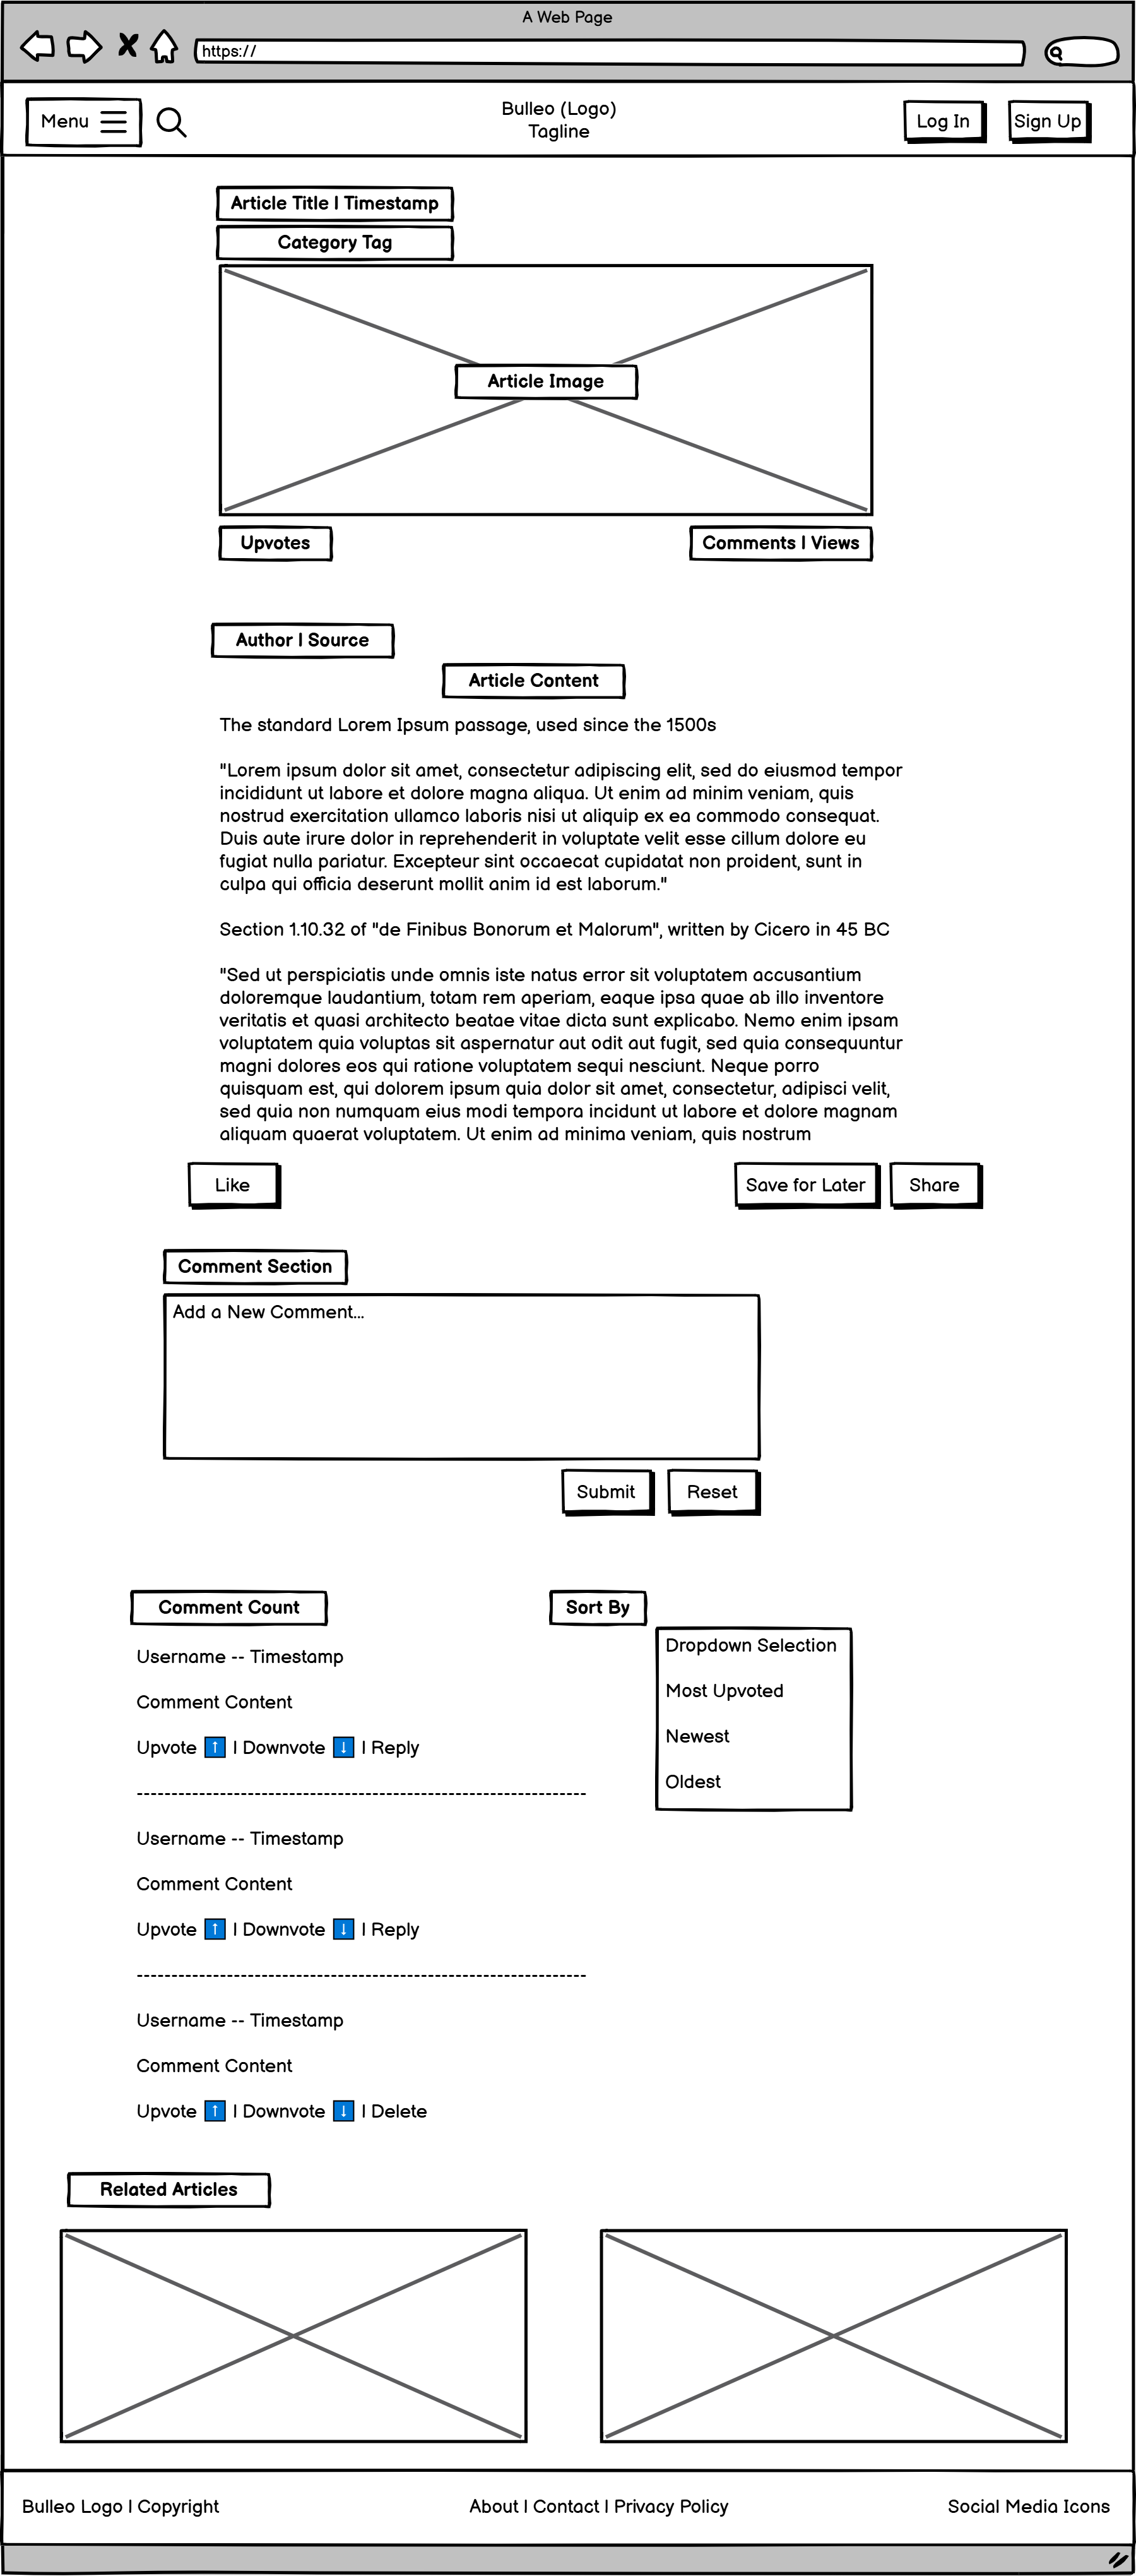 A Web Page
https://
Menu
Bulleo (Logo)
Tagline
Log In
Sign Up
Article Title | Timestamp
Category Tag
Article Image
Upvotes
Comments | Views
Author | Source
Article Content
The standard Lorem Ipsum passage, used since the 1500s
"Lorem ipsum dolor sit amet, consectetur adipiscing elit, sed do eiusmod tempor
incididunt ut labore et dolore magna aliqua. Ut enim ad minim veniam, quis
nostrud exercitation ullamco laboris nisi ut aliquip ex ea commodo consequat.
Duis aute irure dolor in reprehenderit in voluptate velit esse cillum dolore eu
fugiat nulla pariatur. Excepteur sint occaecat cupidatat non proident, sunt in
culpa qui officia deserunt mollit anim id est laborum."
Section 1.10.32 of "de Finibus Bonorum et Malorum", written by Cicero in 45 BC
"Sed ut perspiciatis unde omnis iste natus error sit voluptatem accusantium
doloremque laudantium, totam rem aperiam, eaque ipsa quae ab illo inventore
veritatis et quasi architecto beatae vitae dicta sunt explicabo. Nemo enim ipsam
voluptatem quia voluptas sit aspernatur aut odit aut fugit, sed quia consequuntur
magni dolores eos qui ratione voluptatem sequi nesciunt. Neque porro
quisquam est, qui dolorem ipsum quia dolor sit amet, consectetur, adipisci velit,
sed quia non numquam eius modi tempora incidunt ut labore et dolore magnam
aliquam quaerat voluptatem. Ut enim ad minima veniam, quis nostrum
Like
Save for Later
Share
Comment Section
Add a New Comment...
Submit
Reset
Comment Count
Sort By
Dropdown Selection
Most Upvoted
Newest
Oldest
Username -- Timestamp
Comment Content
Upvote ⬆ | Downvote ⬇ | Reply
-----------------------------------------------------------------
Username -- Timestamp
Comment Content
Upvote ⬆ | Downvote ⬇ | Reply
-----------------------------------------------------------------
Username -- Timestamp
Comment Content
Upvote ⬆ | Downvote ⬇ | Delete
Related Articles
Bulleo Logo | Copyright
About | Contact | Privacy Policy
Social Media Icons